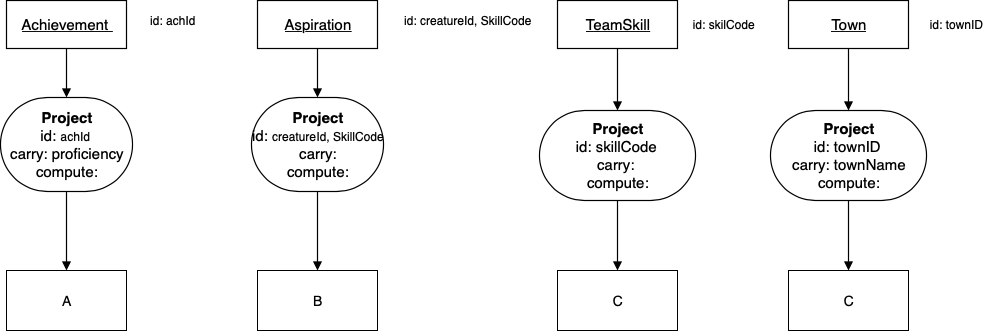 Achievement
id: achId
Aspiration
id: creatureId, SkillCode
TeamSkill
id: skilCode
Town
id: townID
Project
id: achId
carry: proficiency
compute:
Project
id: creatureId, SkillCode
carry:
compute:
Project
id: skillCode
carry:
compute:
Project
id: townID
carry: townName
compute:
A
B
C
C